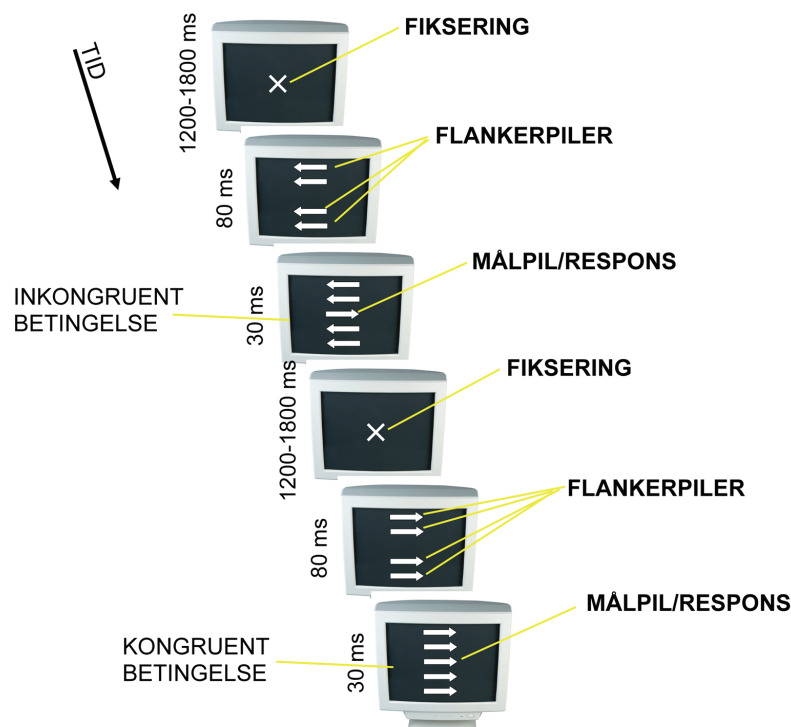 TID
1200-1800 ms
FIKSERING
80 ms
FLANKERPILER
30 ms
MÅLPIL/RESPONS
INKONGRUENT
BETINGELSE
1200-1800 ms
FIKSERING
80 ms
FLANKERPILER
30 ms
MÅLPIL/RESPONS
KONGRUENT
BETINGELSE